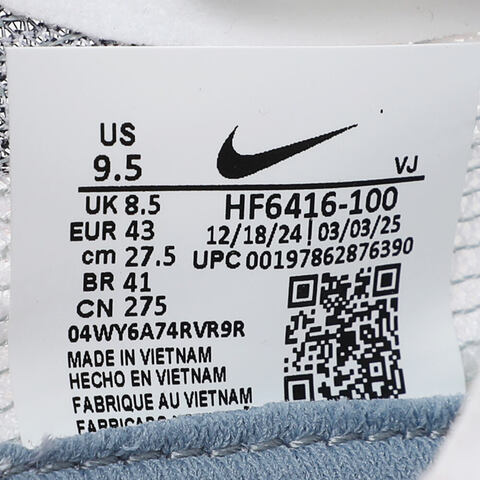 US
9.5
VJ
UK 8.5
HF6416-100
EUR 43
12/18/24 | 03/03/25
cm 27.5
UPC 00197862876390
BR 41
CN 275
04WY6A74RVR9R
MADE IN VIETNAM
HECHO EN VIETNAM
FABRIQUE AU VIETNAM